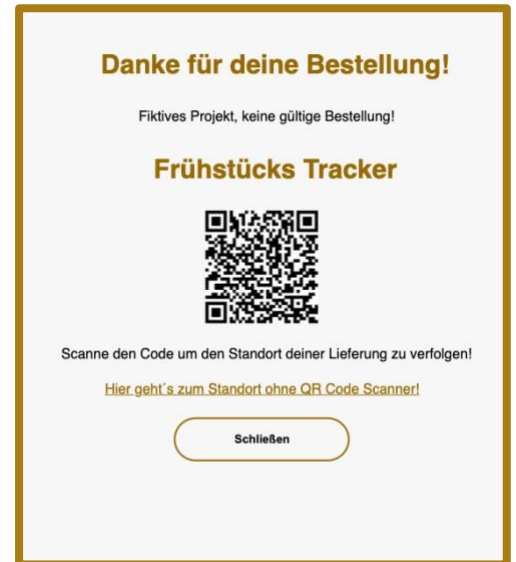 Danke für deine Bestellung!
Fiktives Projekt, keine gültige Bestellung!
Frühstücks Tracker
Scanne den Code um den Standort deiner Lieferung zu verfolgen!
Hier geht´s zum Standort ohne QR Code Scanner!
Schließen